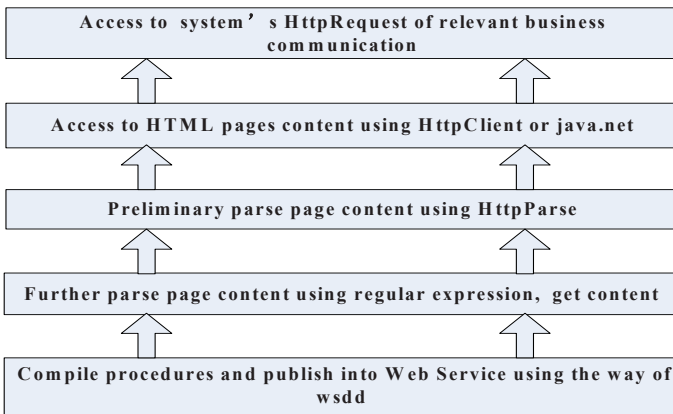 Access to system’s HttpRequest of relevant business
communication
Access to HTML pages content using HttpClient or java.net
Preliminary parse page content using HttpParse
Further parse page content using regular expression, get content
Compile procedures and publish into Web Service using the way of
wsdd